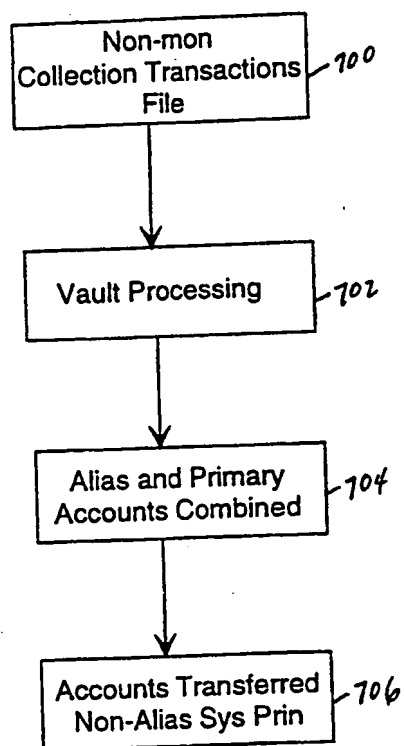 Non-mon
Collection Transactions
File
700
Vault Processing
702
Alias and Primary
Accounts Combined
704
Accounts Transferred
Non-Alias Sys Prin
706